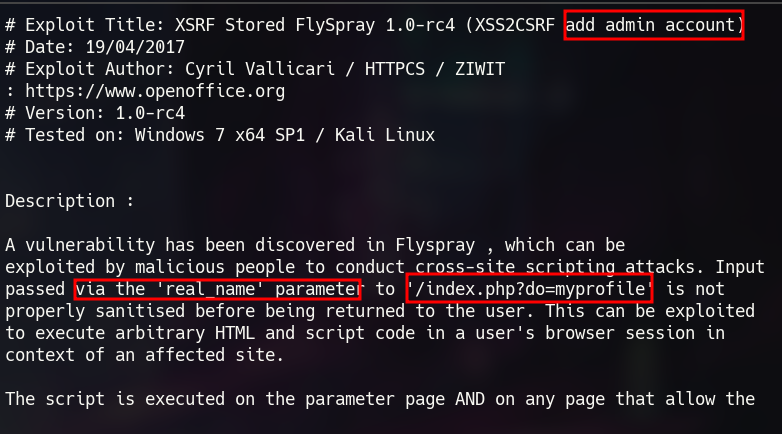 # Exploit Title: XSRF Stored FlySpray 1.0-rc4 (XSS2CSRF add admin account)
# Date: 19/04/2017
# Exploit Author: Cyril Vallicari / HTTPCS / ZIWIT
: https://www.openoffice.org
# Version: 1.0-rc4
# Tested on: Windows 7 x64 SP1 / Kali Linux
Description :
A vulnerability has been discovered in Flyspray , which can be
exploited by malicious people to conduct cross-site scripting attacks. Input
passed via the 'real_name' parameter to '/index.php?do=myprofile' is not
properly sanitised before being returned to the user. This can be exploited
to execute arbitrary HTML and script code in a user's browser session in
context of an affected site.
The script is executed on the parameter page AND on any page that allow the